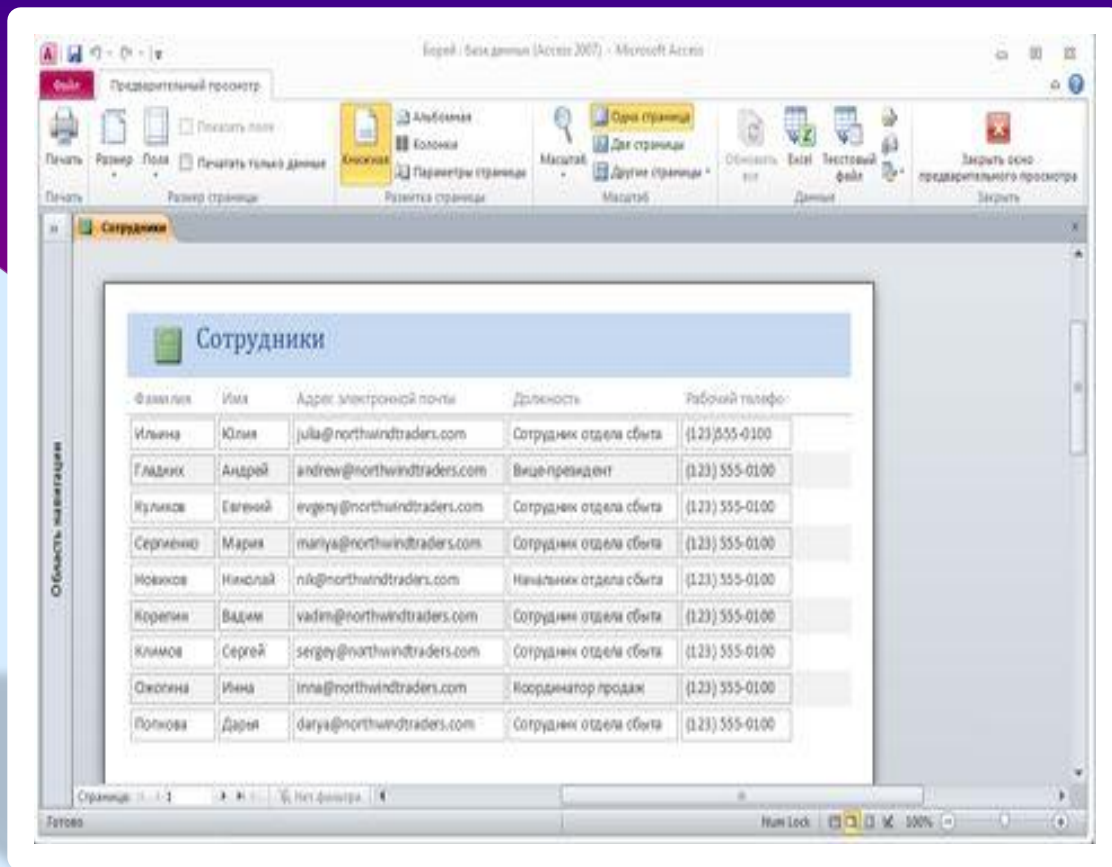 Борей : база данных (Access 2007) - Microsoft Access
Файл Предварительный просмотр
Показать поля
Печатать только данные
Печать Размер Поля
Книжная Альбомная
Колонки
Параметры страницы
Масштаб Одна страница
Две страницы
Другие страницы
Обновить все Excel Текстовый файл
Закрыть окно предварительного просмотра
Печать Размер страницы Разметка страницы Масштаб Данные Закрыть
Сотрудники
Область навигации
Сотрудники
Фамилия Имя Адрес электронной почты Должность Рабочий телефо
Ильина Юлия julia@northwindtraders.com Сотрудник отдела сбыта (123)555-0100
Гладких Андрей andrew@northwindtraders.com Вице-президент (123) 555-0100
Куликов Евгений evgeny@northwindtraders.com Сотрудник отдела сбыта (123) 555-0100
Сергиенко Мария mariya@northwindtraders.com Сотрудник отдела сбыта (123) 555-0100
Новиков Николай nik@northwindtraders.com Начальник отдела сбыта (123) 555-0100
Корепин Вадим vadim@northwindtraders.com Сотрудник отдела сбыта (123) 555-0100
Климов Сергей sergey@northwindtraders.com Сотрудник отдела сбыта (123) 555-0100
Ожогина Инна inna@northwindtraders.com Координатор продаж (123) 555-0100
Попкова Дарья darya@northwindtraders.com Сотрудник отдела сбыта (123) 555-0100
Страница: 1 Нет фильтра
Готово Num Lock 100%